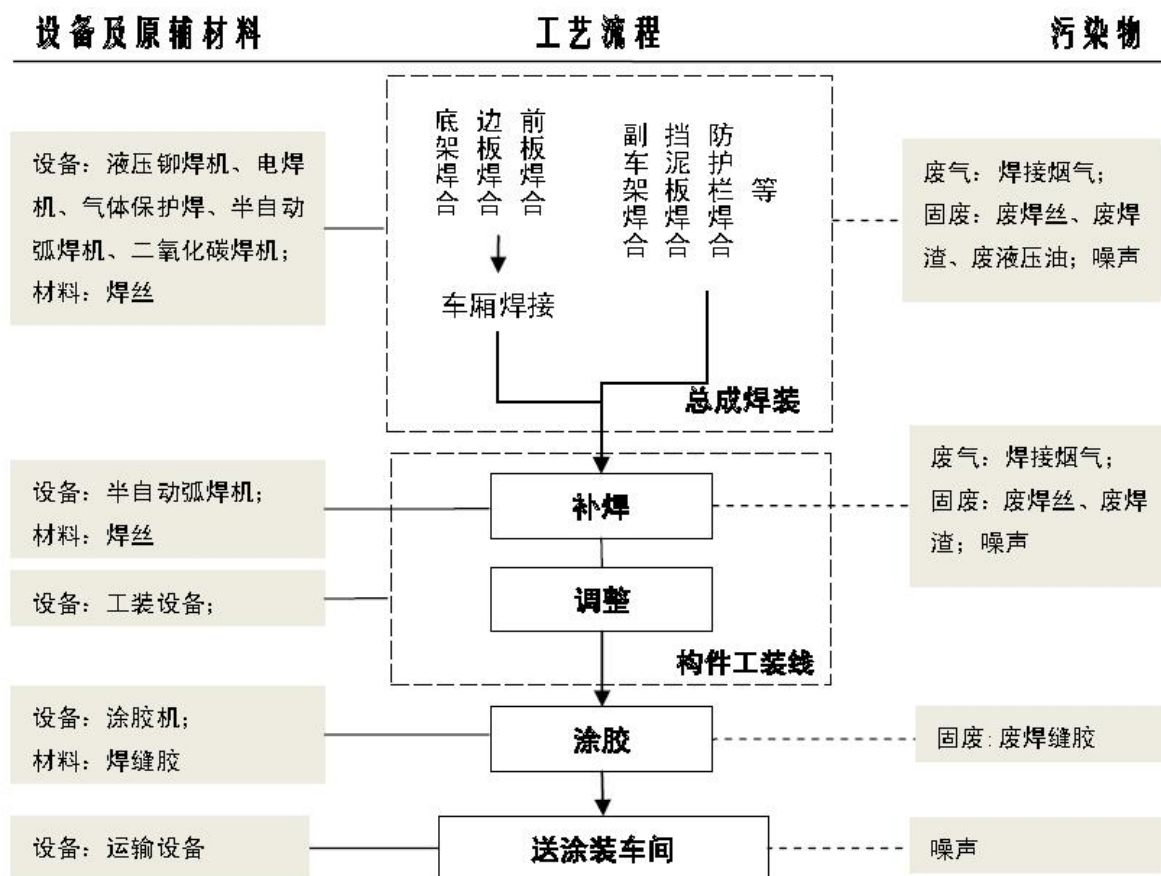 设备及原辅材料
工艺流程
污染物
设备：液压铆焊机、电焊
机、气体保护焊、半自动
弧焊机、二氧化碳焊机；
材料：焊丝
底架焊合
边板焊合
前板焊合
副车架焊合
挡泥板焊合
防护栏焊合
等
车厢焊接
总成焊装
废气：焊接烟气；
固废：废焊丝、废焊
渣、废液压油；噪声
设备：半自动弧焊机；
材料：焊丝
补焊
废气：焊接烟气；
固废：废焊丝、废焊
渣；噪声
设备：工装设备；
调整
构件工装线
设备：涂胶机；
材料：焊缝胶
涂胶
固废：废焊缝胶
设备：运输设备
送涂装车间
噪声